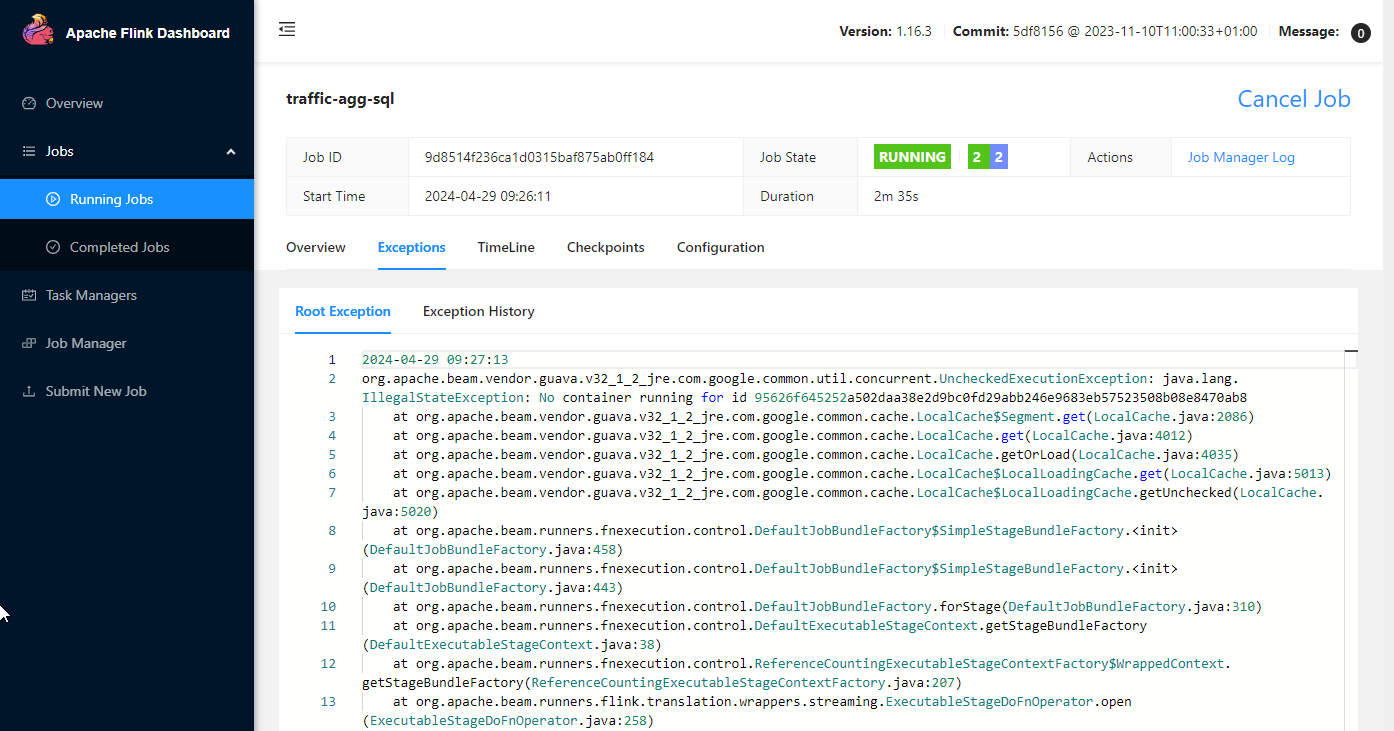 Apache Flink Dashboard
Version: 1.16.3 Commit: 5df8156 @ 2023-11-10T11:00:33+01:00 Message: 0
Overview
Jobs
Running Jobs
Completed Jobs
Task Managers
Job Manager
Submit New Job
traffic-agg-sql
Cancel Job
Job ID 9d8514f236ca1d0315baf875ab0ff184 Job State RUNNING 2 2 Actions Job Manager Log
Start Time 2024-04-29 09:26:11 Duration 2m 35s
Overview Exceptions TimeLine Checkpoints Configuration
Root Exception Exception History
1 2024-04-29 09:27:13
2 org.apache.beam.vendor.guava.v32_1_2_jre.com.google.common.util.concurrent.UncheckedExecutionException: java.lang.
IllegalStateException: No container running for id 95626f645252a502daa38e2d9bc0fd29abb246e9683eb57523508b08e8470ab8
3 at org.apache.beam.vendor.guava.v32_1_2_jre.com.google.common.cache.LocalCache$Segment.get(LocalCache.java:2086)
4 at org.apache.beam.vendor.guava.v32_1_2_jre.com.google.common.cache.LocalCache.get(LocalCache.java:4012)
5 at org.apache.beam.vendor.guava.v32_1_2_jre.com.google.common.cache.LocalCache.getOrLoad(LocalCache.java:4035)
6 at org.apache.beam.vendor.guava.v32_1_2_jre.com.google.common.cache.LocalCache$LocalLoadingCache.get(LocalCache.java:5013)
7 at org.apache.beam.vendor.guava.v32_1_2_jre.com.google.common.cache.LocalCache$LocalLoadingCache.getUnchecked(LocalCache.
java:5020)
8 at org.apache.beam.runners.fnexecution.control.DefaultJobBundleFactory$SimpleStageBundleFactory.<init>
(DefaultJobBundleFactory.java:458)
9 at org.apache.beam.runners.fnexecution.control.DefaultJobBundleFactory$SimpleStageBundleFactory.<init>
(DefaultJobBundleFactory.java:443)
10 at org.apache.beam.runners.fnexecution.control.DefaultJobBundleFactory.forStage(DefaultJobBundleFactory.java:310)
11 at org.apache.beam.runners.fnexecution.control.DefaultExecutableStageContext.getStageBundleFactory
(DefaultExecutableStageContext.java:38)
12 at org.apache.beam.runners.fnexecution.control.ReferenceCountingExecutableStageContextFactory$WrappedContext.
getStageBundleFactory(ReferenceCountingExecutableStageContextFactory.java:207)
13 at org.apache.beam.runners.flink.translation.wrappers.streaming.ExecutableStageDoFnOperator.open
(ExecutableStageDoFnOperator.java:258)